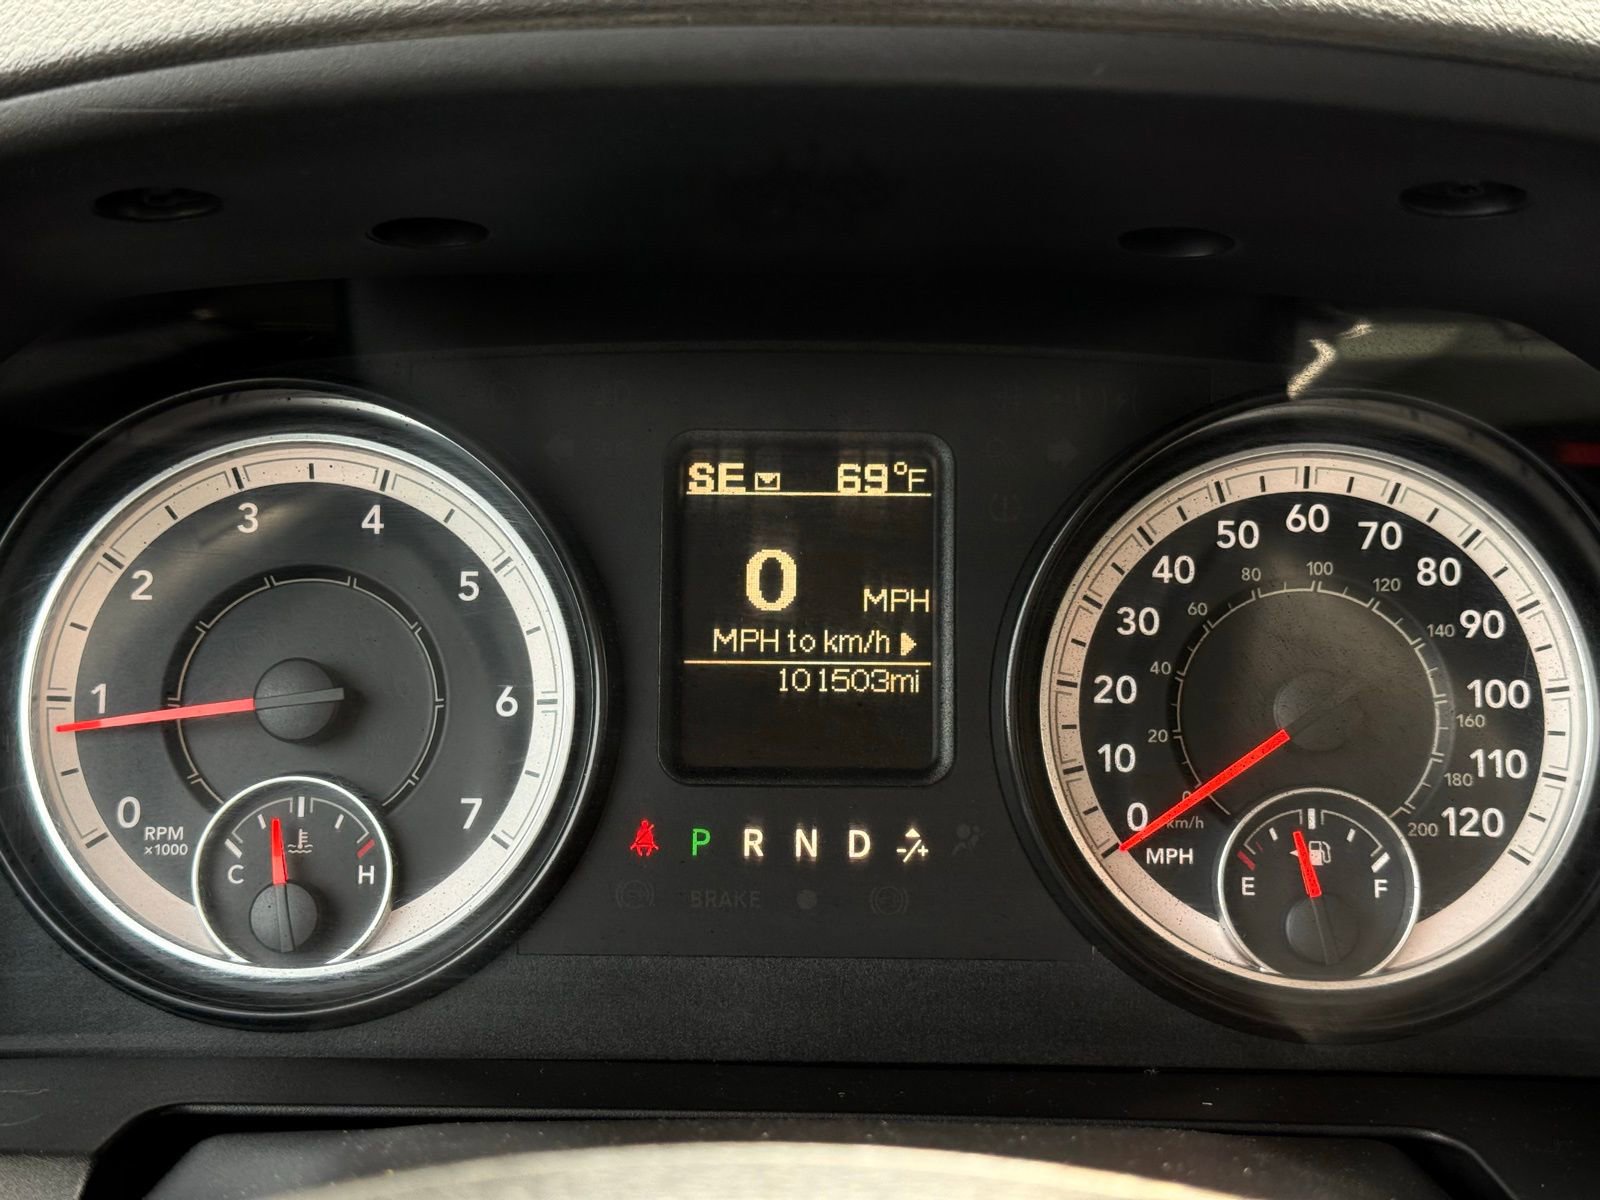 SE 69°F
0 MPH
MPH to km/h
101503mi
P R N D -/+
BRAKE
0 1 2 3 4 5 6 7
RPM
x1000
C H
0 10 20 30 40 50 60 70 80 90 100 110 120
MPH
0 20 40 60 80 100 120 140 160 180 200
km/h
E F